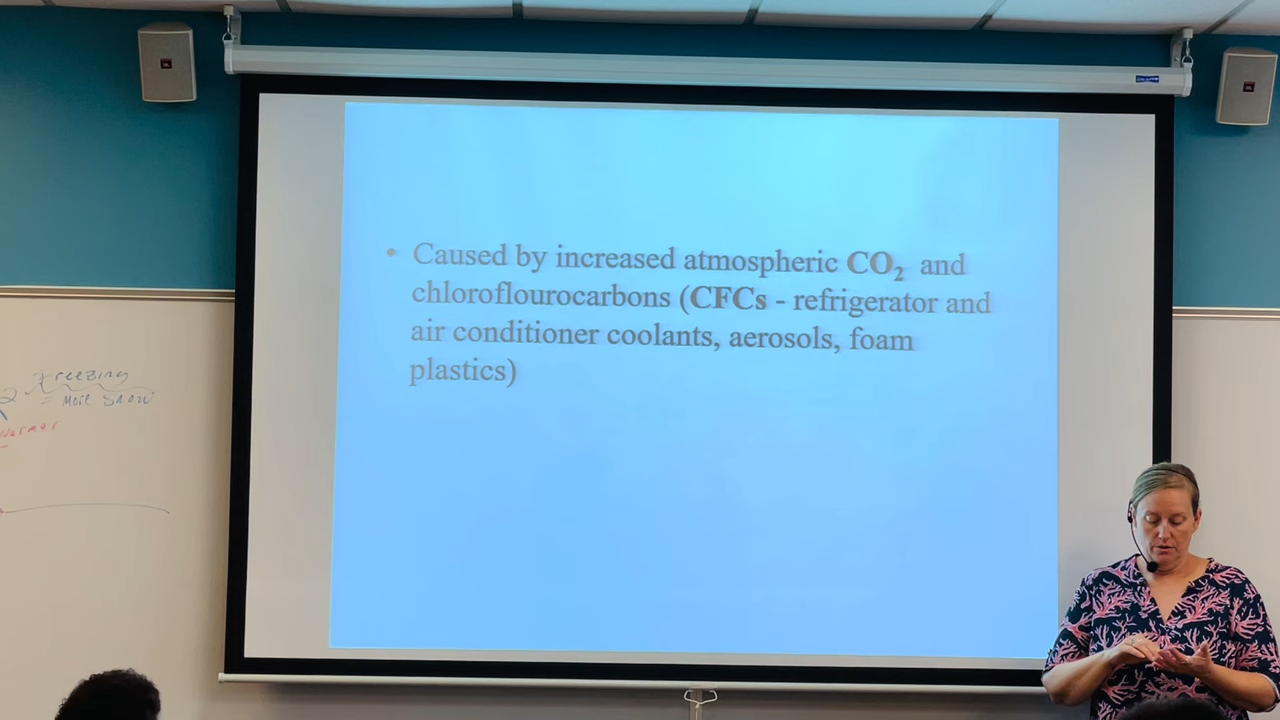 • Caused by increased atmospheric CO₂ and
chloroflourocarbons (CFCs - refrigerator and
air conditioner coolants, aerosols, foam
plastics)
2 Freezing
= More Snow
warmer